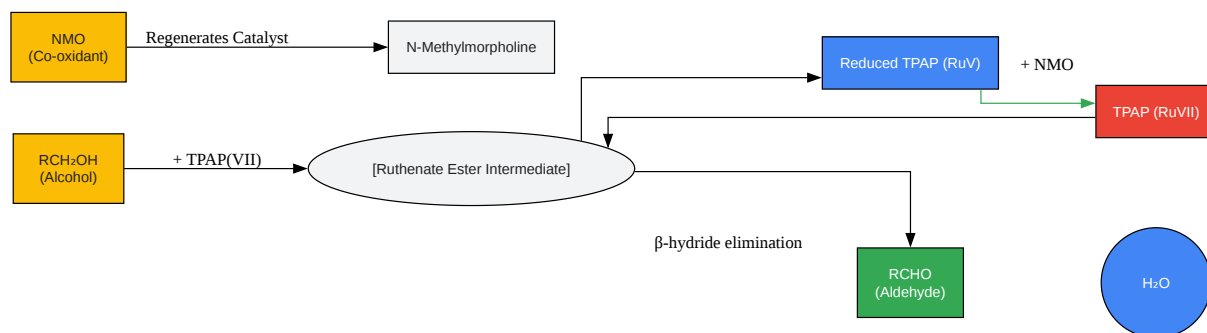 NMO
(Co-oxidant)
Regenerates Catalyst
N-Methylmorpholine
Reduced TPAP (RuV)
+ NMO
TPAP (RuVII)
RCH₂OH
(Alcohol)
+ TPAP(VII)
[Ruthenate Ester Intermediate]
β-hydride elimination
RCHO
(Aldehyde)
H₂O